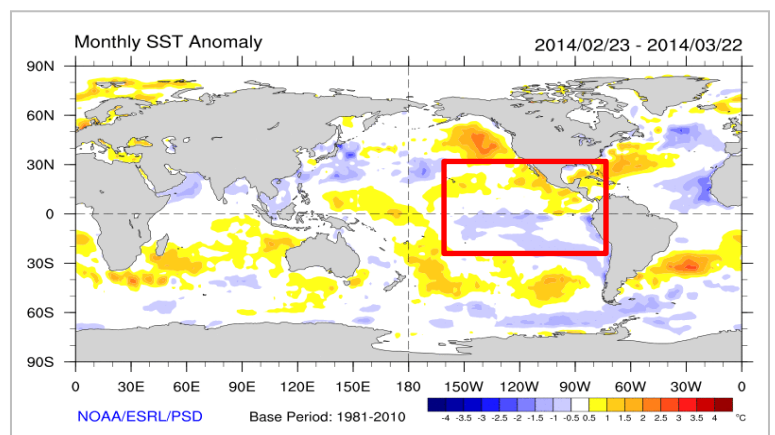 Monthly SST Anomaly 2014/02/23 - 2014/03/22
90N
60N
30N
0
30S
60S
90S
0 30E 60E 90E 120E 150E 180 150W 120W 90W 60W 30W 0
NOAA/ESRL/PSD Base Period: 1981-2010
-4 -3.5 -3 -2.5 -2 -1.5 -1 -0.5 0.5 1 1.5 2 2.5 3 3.5 4 °C